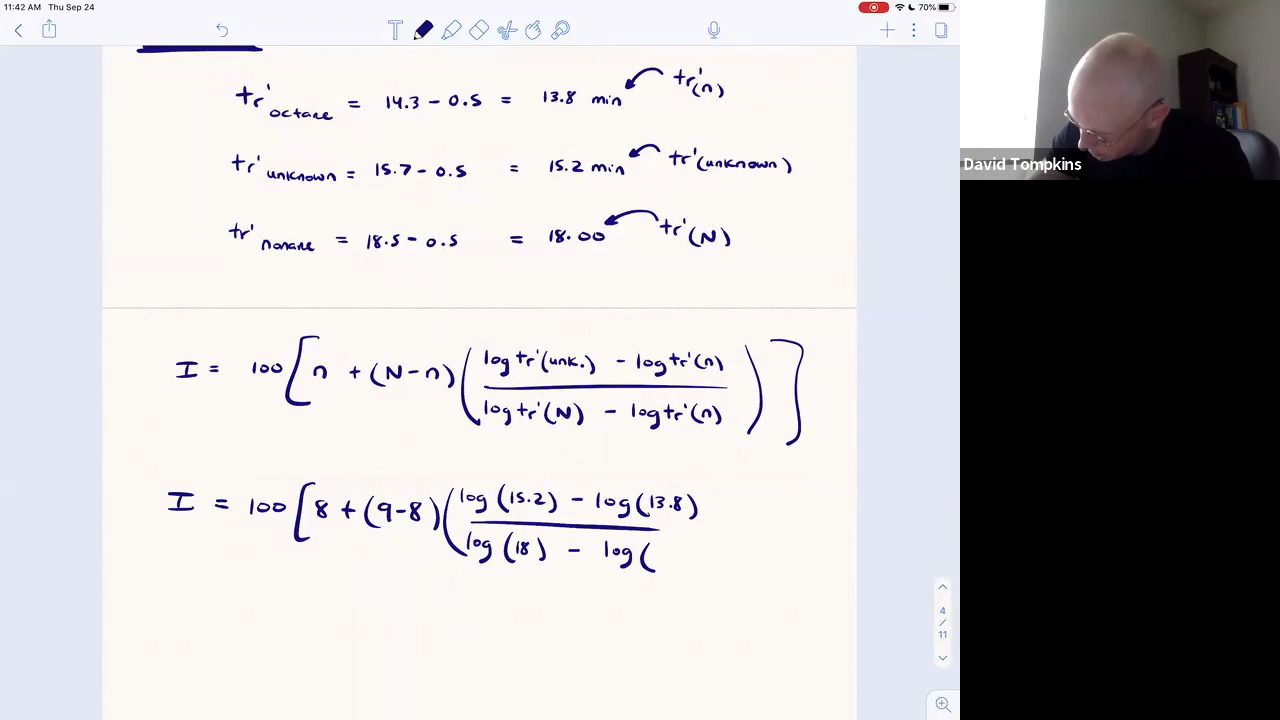 11:42 AM Thu Sep 24
70%
tr'octane = 14.3 - 0.5 = 13.8 min tr'(n)
tr'unknown = 15.7 - 0.5 = 15.2 min tr'(unknown)
tr'nonane = 18.5 - 0.5 = 18.00 tr'(N)
I = 100 [ n + (N-n) ( log tr'(unk.) - log tr'(n)
log tr'(N) - log tr'(n) ) ]
I = 100 [ 8 + (9-8) ( log (15.2) - log (13.8)
log (18) - log (
David Tompkins
4
/
11